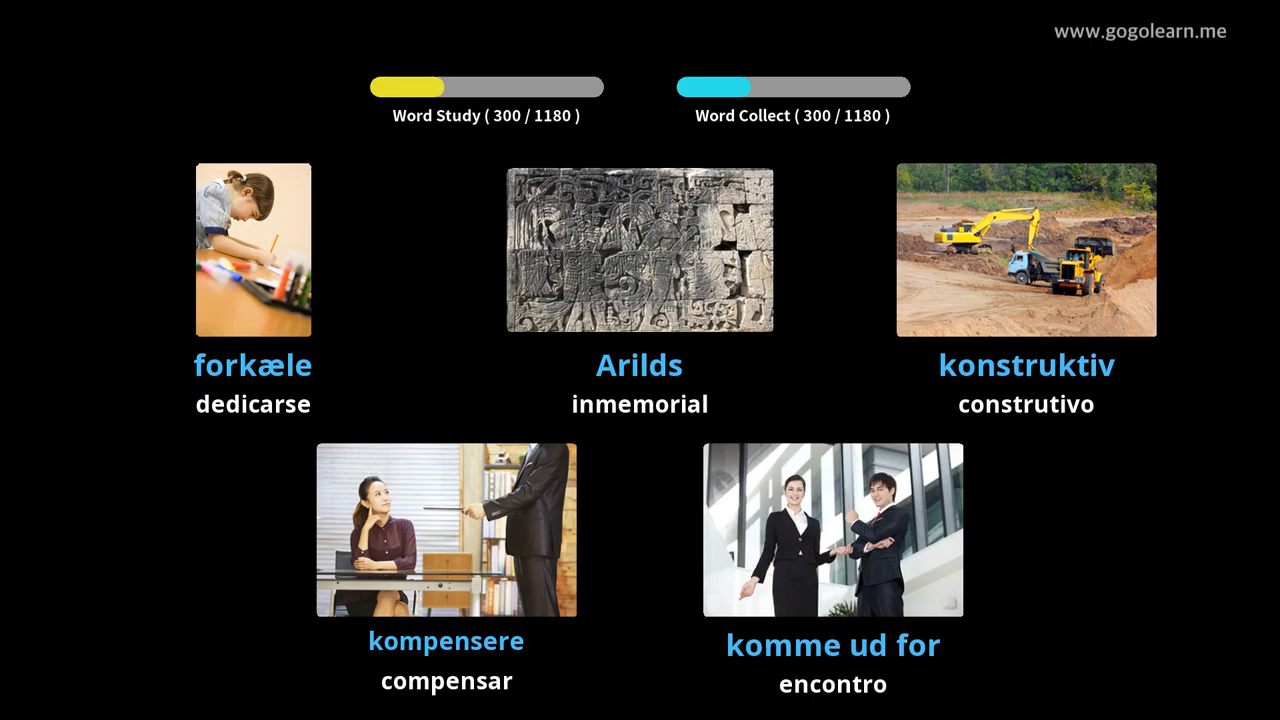 www.gogolearn.me
Word Study ( 300 / 1180 )
Word Collect ( 300 / 1180 )
forkæle
dedicarse
Arilds
inmemorial
konstruktiv
construtivo
kompensere
compensar
komme ud for
encontro